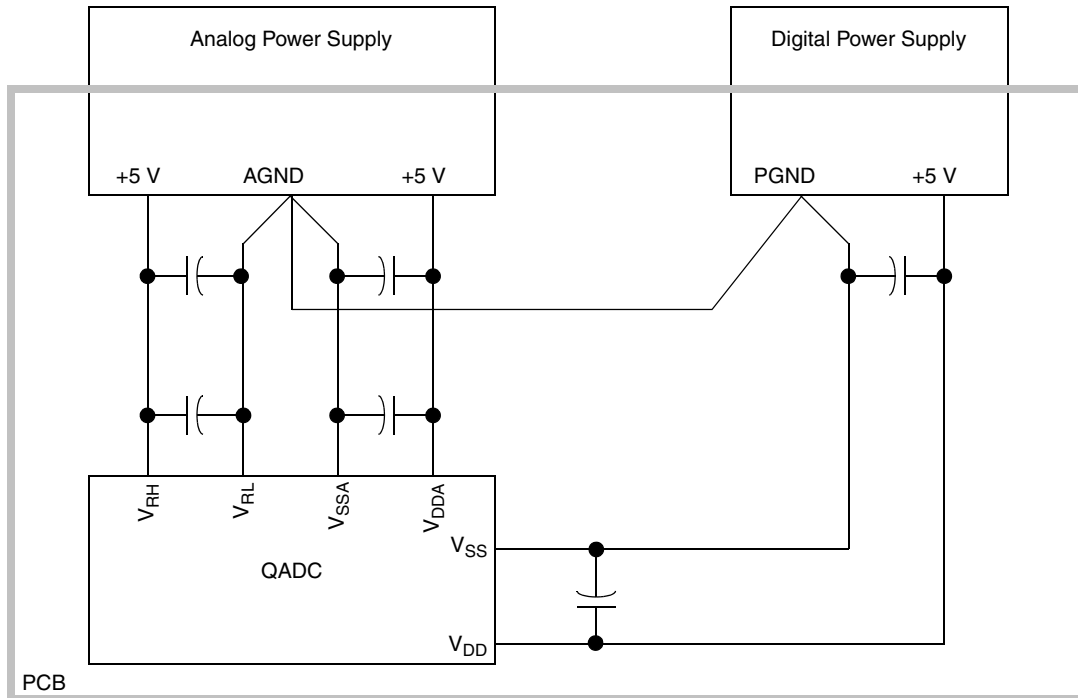 Analog Power Supply
Digital Power Supply
+5 V
AGND
+5 V
PGND
+5 V
VRH
VRL
VSSA
VDDA
VSS
QADC
VDD
PCB